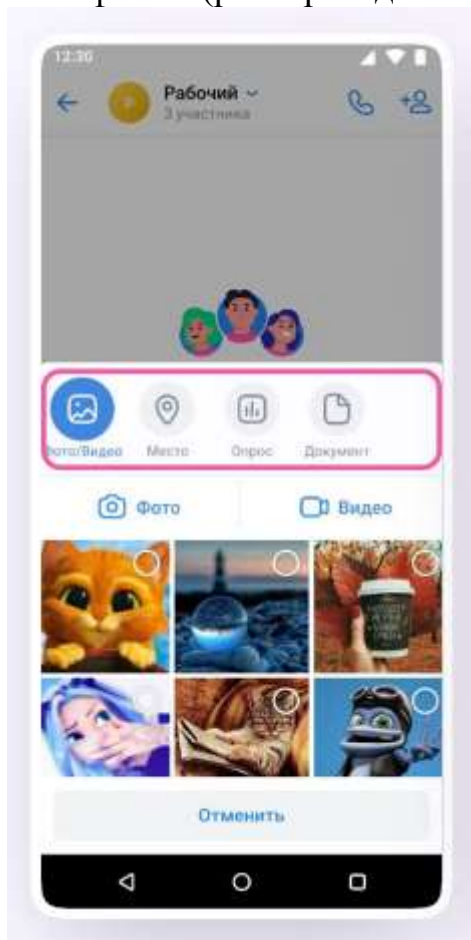 12:30
Рабочий
3 участника
Фото/Видео
Место
Опрос
Документ
Фото
Видео
Отменить